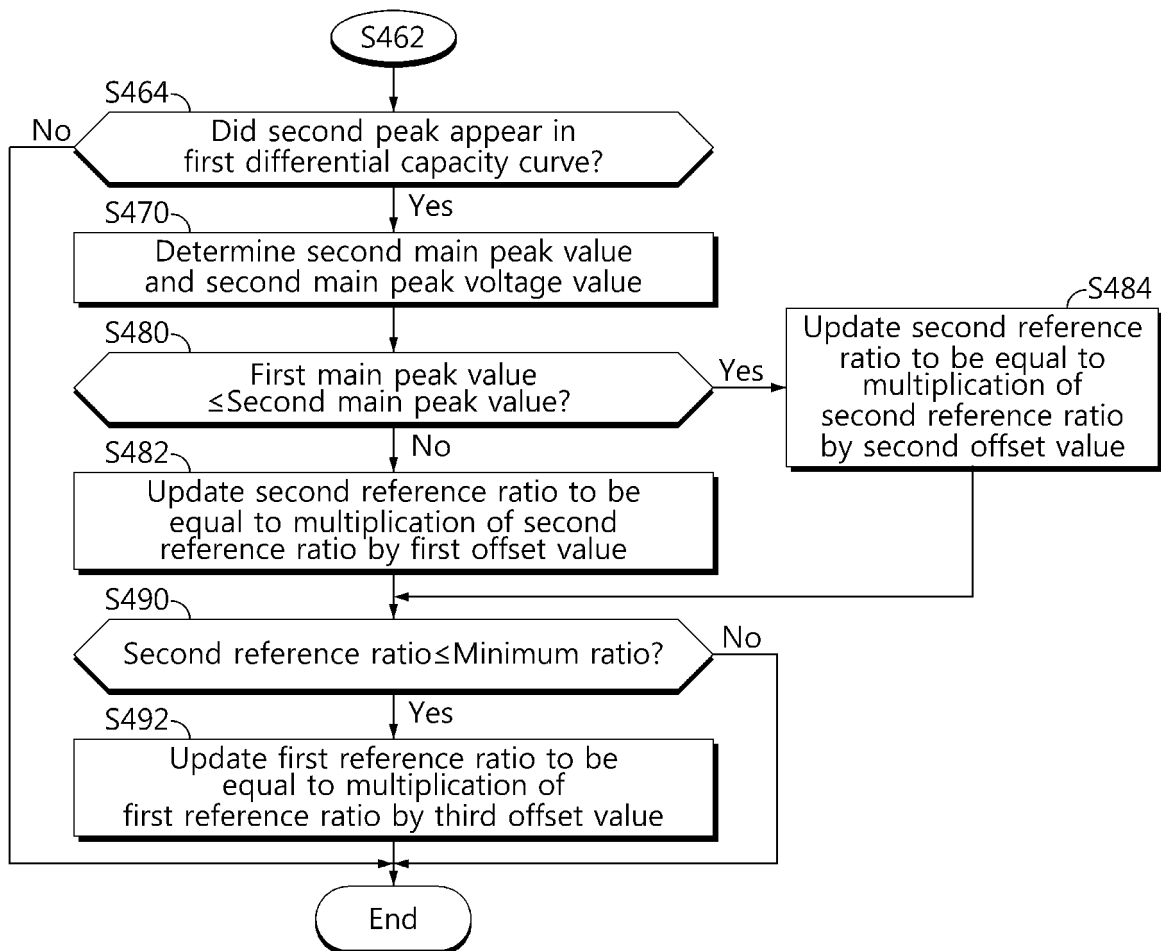 S462
S464
No
Did second peak appear in
first differential capacity curve?
Yes
S470
Determine second main peak value
and second main peak voltage value
S480
First main peak value
≤Second main peak value?
Yes
S484
Update second reference
ratio to be equal to
multiplication of
second reference ratio
by second offset value
No
S482
Update second reference ratio to be
equal to multiplication of second
reference ratio by first offset value
S490
Second reference ratio≤Minimum ratio?
No
Yes
S492
Update first reference ratio to be
equal to multiplication of
first reference ratio by third offset value
End